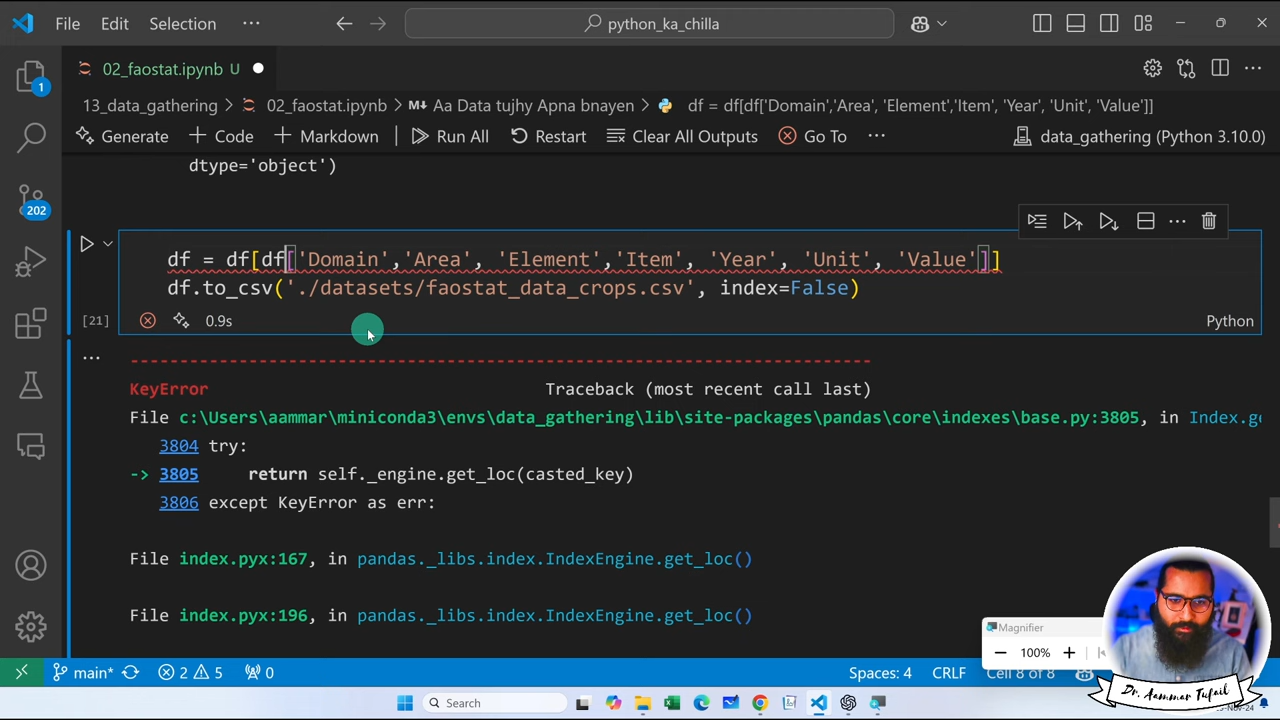 File Edit Selection ··· python_ka_chilla
02_faostat.ipynb U
13_data_gathering > 02_faostat.ipynb > Aa Data tujhy Apna bnayen > df = df[df['Domain','Area', 'Element','Item', 'Year', 'Unit', 'Value']]
Generate + Code + Markdown | Run All Restart Clear All Outputs Go To ··· data_gathering (Python 3.10.0)
dtype='object')
df = df[df['Domain','Area', 'Element','Item', 'Year', 'Unit', 'Value']]
df.to_csv('./datasets/faostat_data_crops.csv', index=False)
[21] 0.9s Python
---------------------------------------------------------------------------
KeyError Traceback (most recent call last)
File c:\Users\aammar\miniconda3\envs\data_gathering\lib\site-packages\pandas\core\indexes\base.py:3805, in Index.ge
3804 try:
-> 3805 return self._engine.get_loc(casted_key)
3806 except KeyError as err:
File index.pyx:167, in pandas._libs.index.IndexEngine.get_loc()
File index.pyx:196, in pandas._libs.index.IndexEngine.get_loc()
1
202
Magnifier
100%
Dr. Aammar Tufail
main* 2 5 0 Spaces: 4 CRLF Cell 8 of 8
Search
-Nov-24